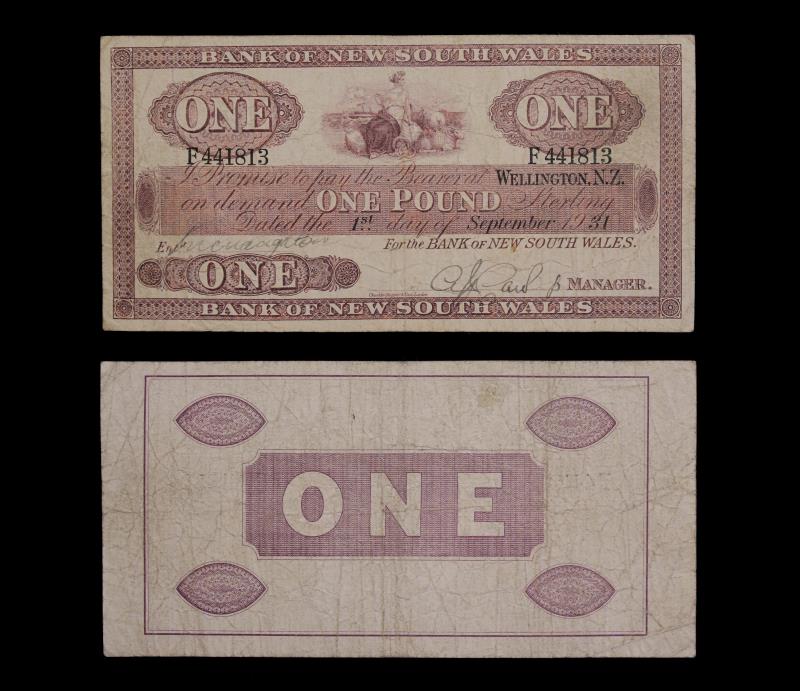 BANK OF NEW SOUTH WALES
ONE ONE
F 441813 F 441813
I Promise to pay the Bearer at WELLINGTON, N.Z.
on demand ONE POUND Sterling
Dated the 1st day of September 1931
For the BANK OF NEW SOUTH WALES.
ONE
MANAGER.
BANK OF NEW SOUTH WALES
ONE